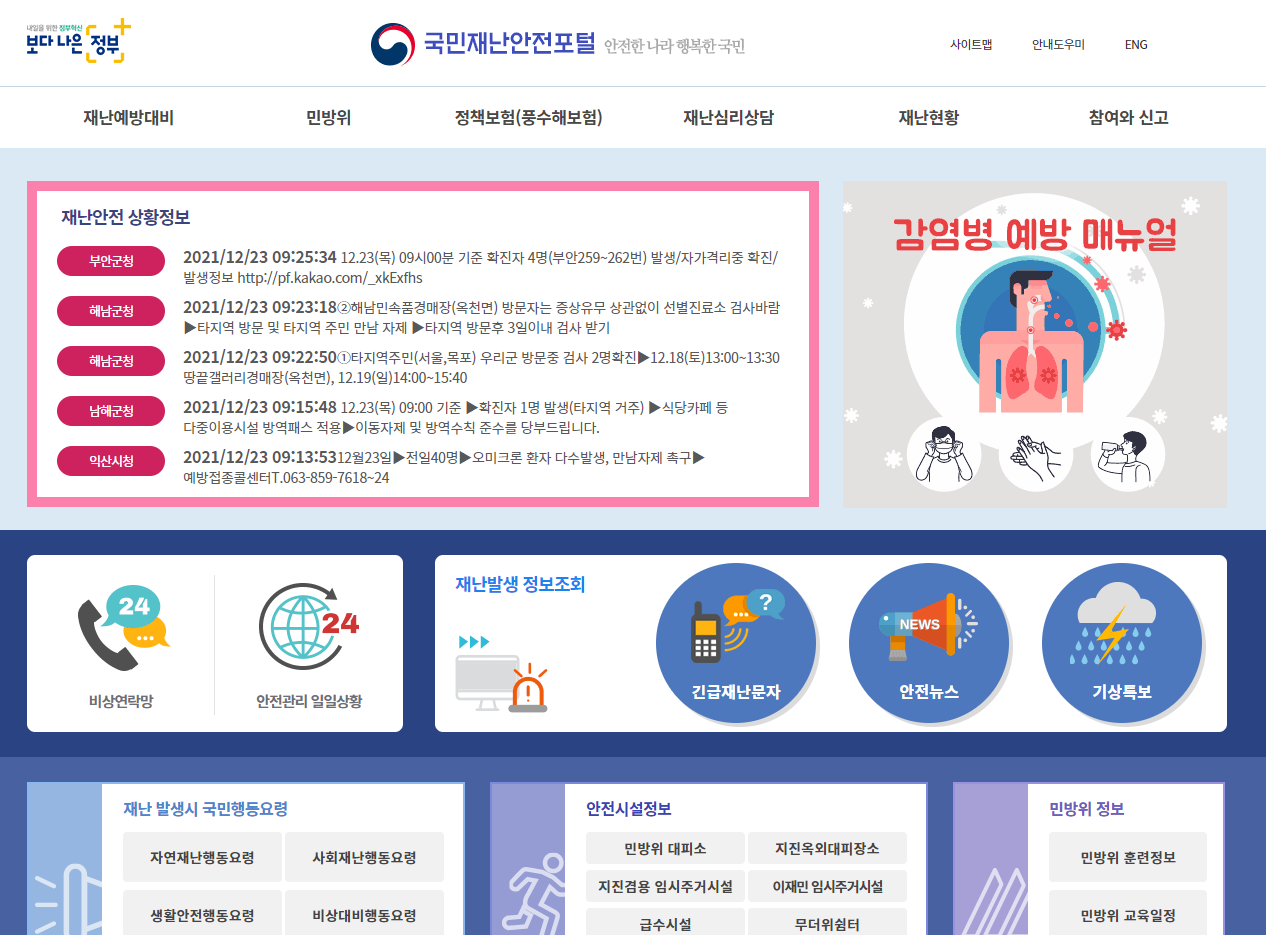 내일을 위한 정부혁신
보다 나은 정부
국민재난안전포털 안전한 나라 행복한 국민
사이트맵 안내도우미 ENG
재난예방대비 민방위 정책보험(풍수해보험) 재난심리상담 재난현황 참여와 신고
재난안전 상황정보
부안군청 2021/12/23 09:25:34 12.23(목) 09시00분 기준 확진자 4명(부안259~262번) 발생/자가격리중 확진/
발생정보 http://pf.kakao.com/_xkExfhs
해남군청 2021/12/23 09:23:18②해남민속품경매장(옥천면) 방문자는 증상유무 상관없이 선별진료소 검사바람
▶타지역 방문 및 타지역 주민 만남 자제 ▶타지역 방문후 3일이내 검사 받기
해남군청 2021/12/23 09:22:50①타지역주민(서울,목포) 우리군 방문중 검사 2명확진▶12.18(토)13:00~13:30
땅끝갤러리경매장(옥천면), 12.19(일)14:00~15:40
남해군청 2021/12/23 09:15:48 12.23(목) 09:00 기준 ▶확진자 1명 발생(타지역 거주) ▶식당카페 등
다중이용시설 방역패스 적용▶이동자제 및 방역수칙 준수를 당부드립니다.
익산시청 2021/12/23 09:13:5312월23일▶전일40명▶오미크론 환자 다수발생, 만남자제 촉구▶
예방접종콜센터T.063-859-7618~24
감염병 예방 매뉴얼
24
비상연락망
24
안전관리 일일상황
재난발생 정보조회
?
긴급재난문자
NEWS
안전뉴스
기상특보
재난 발생시 국민행동요령
자연재난행동요령 사회재난행동요령
생활안전행동요령 비상대비행동요령
안전시설정보
민방위 대피소 지진옥외대피장소
지진겸용 임시주거시설 이재민 임시주거시설
급수시설 무더위쉼터
민방위 정보
민방위 훈련정보
민방위 교육일정